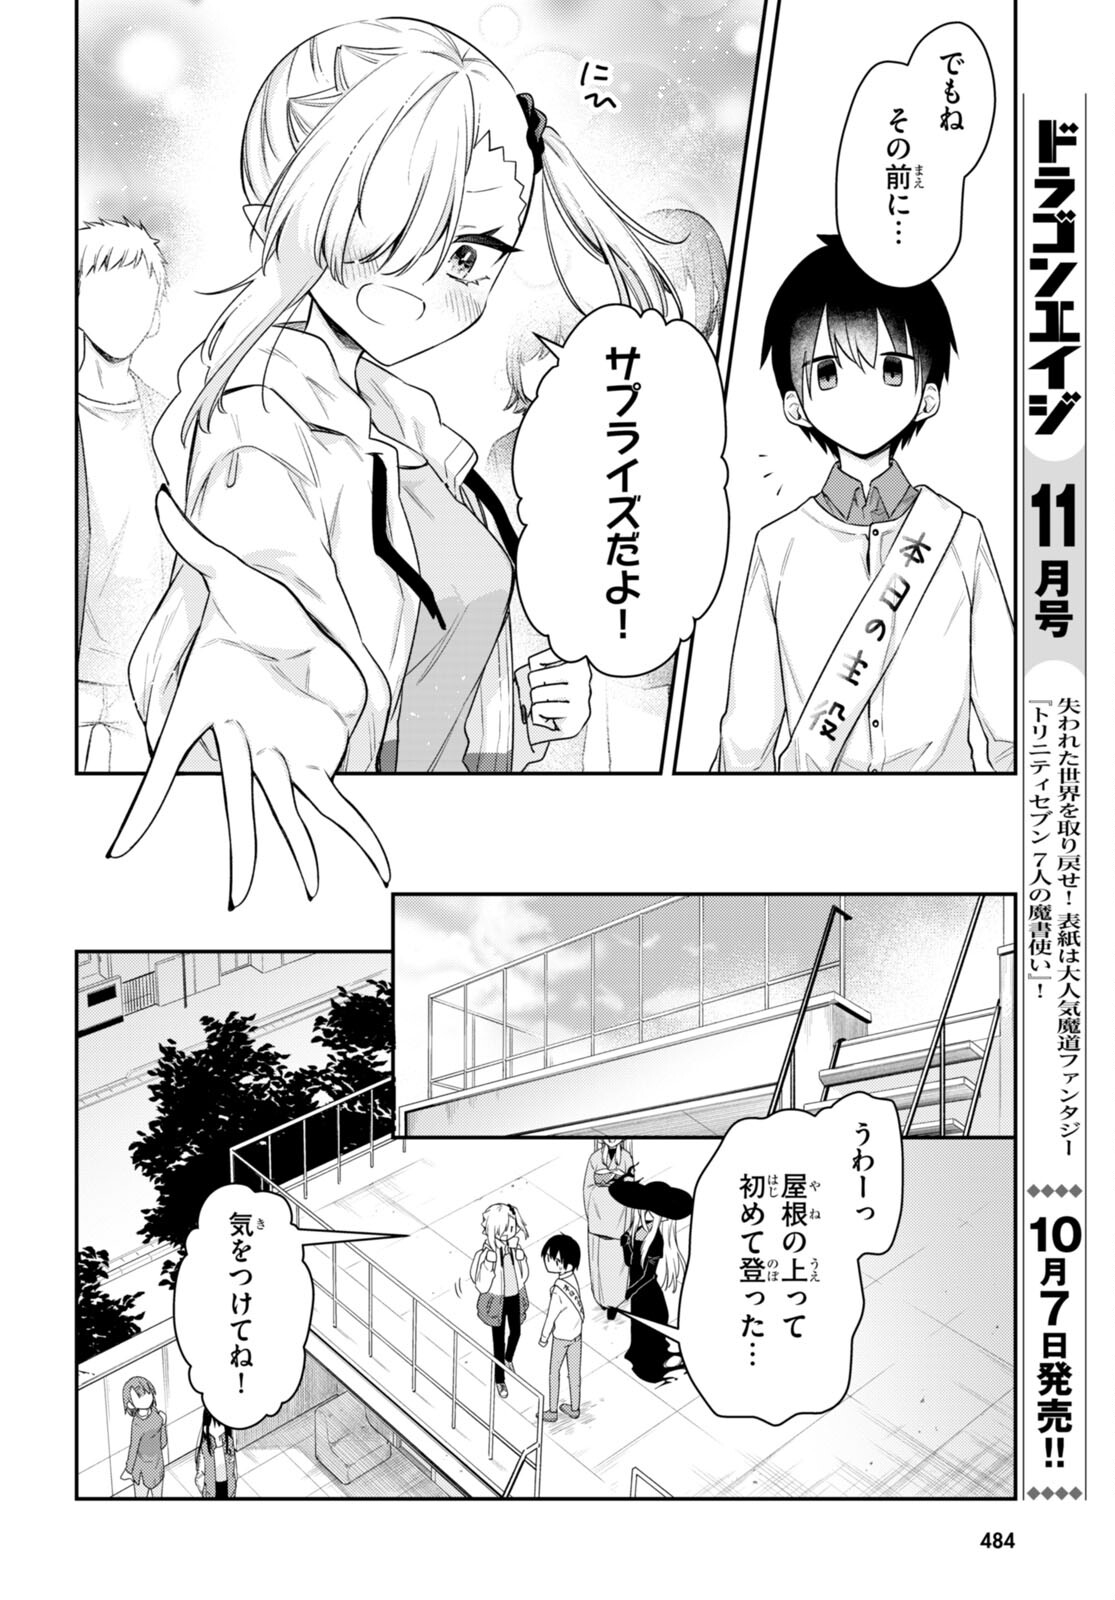 でもね
その前に…
本日の主役
にへ
サプライズだよ!
うわーっ
屋根の上って
初めて登った…
気をつけてね!
ドラゴンエイジ
11月号
失われた世界を取り戻せ! 表紙は大人気魔道ファンタジー
『トリニティセブン 7人の魔書使い』!
10月7日発売!!
484